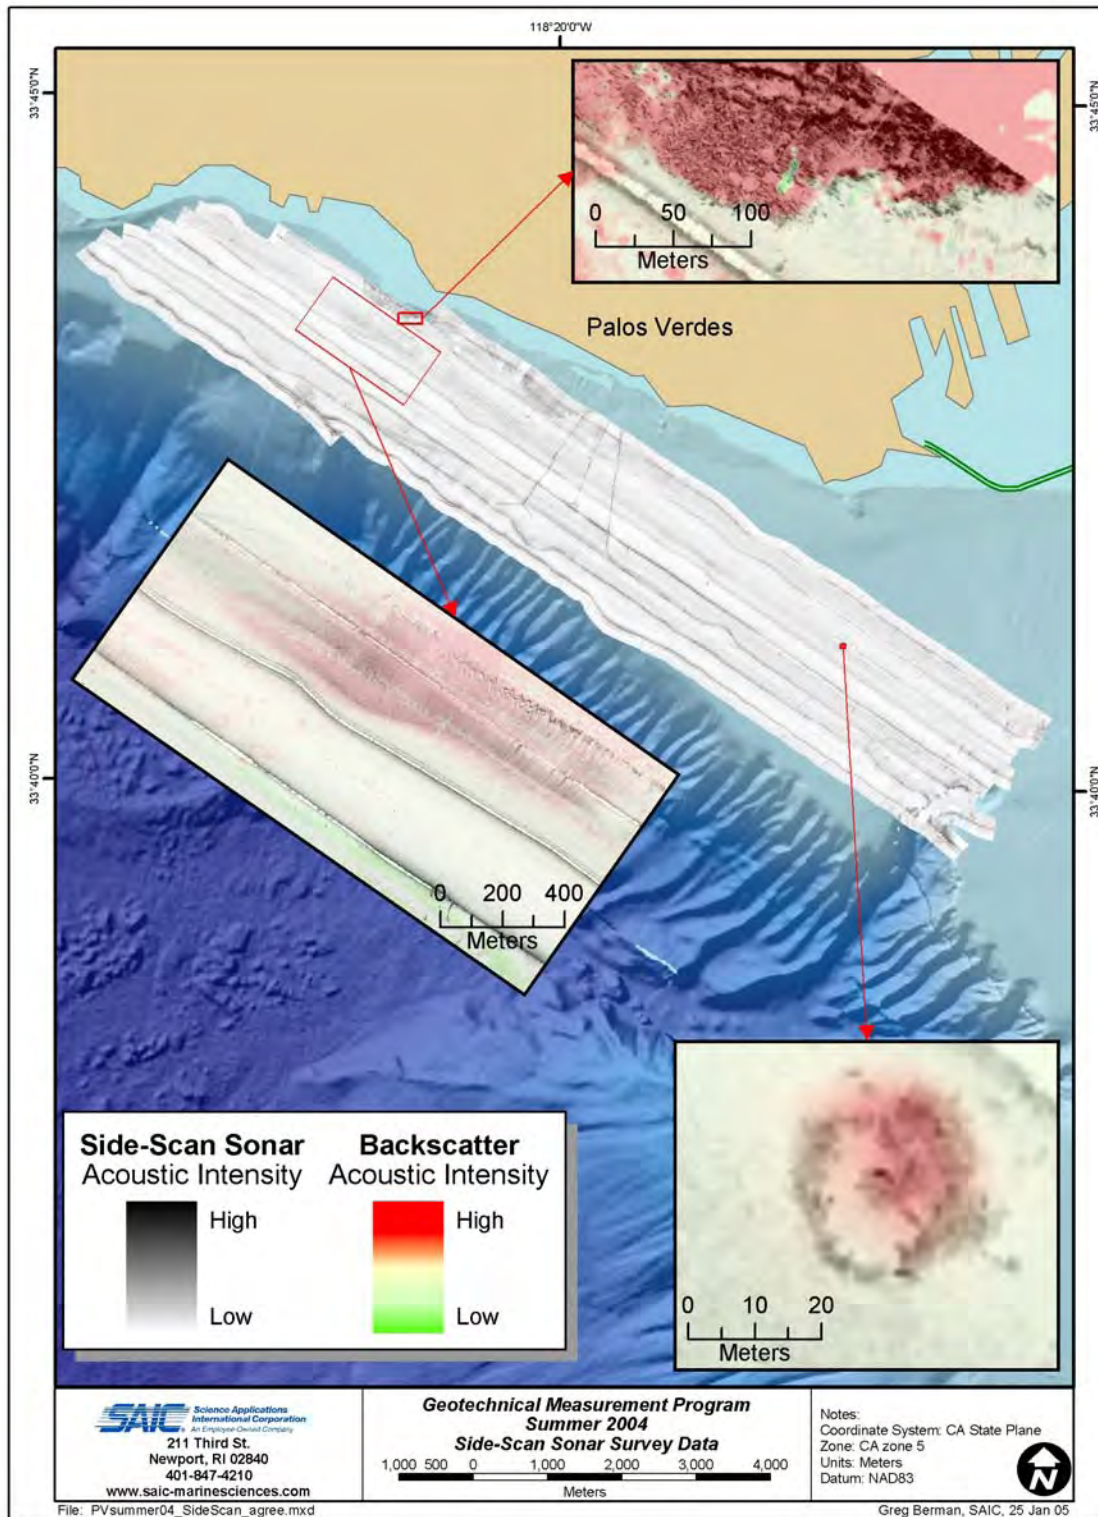 118°20'0"W
33°45'0"N
33°45'0"N
0 50 100
Meters
Palos Verdes
33°40'0"N
33°40'0"N
0 200 400
Meters
Side-Scan Sonar
Acoustic Intensity
High
Low
Backscatter
Acoustic Intensity
High
Low
0 10 20
Meters
SAIC
Science Applications
International Corporation
An Employee-Owned Company
211 Third St.
Newport, RI 02840
401-847-4210
www.saic-marinesciences.com
Geotechnical Measurement Program
Summer 2004
Side-Scan Sonar Survey Data
1,000 500 0 1,000 2,000 3,000 4,000
Meters
Notes:
Coordinate System: CA State Plane
Zone: CA zone 5
Units: Meters
Datum: NAD83
N
File: PVsummer04_SideScan_agree.mxd
Greg Berman, SAIC, 25 Jan 05